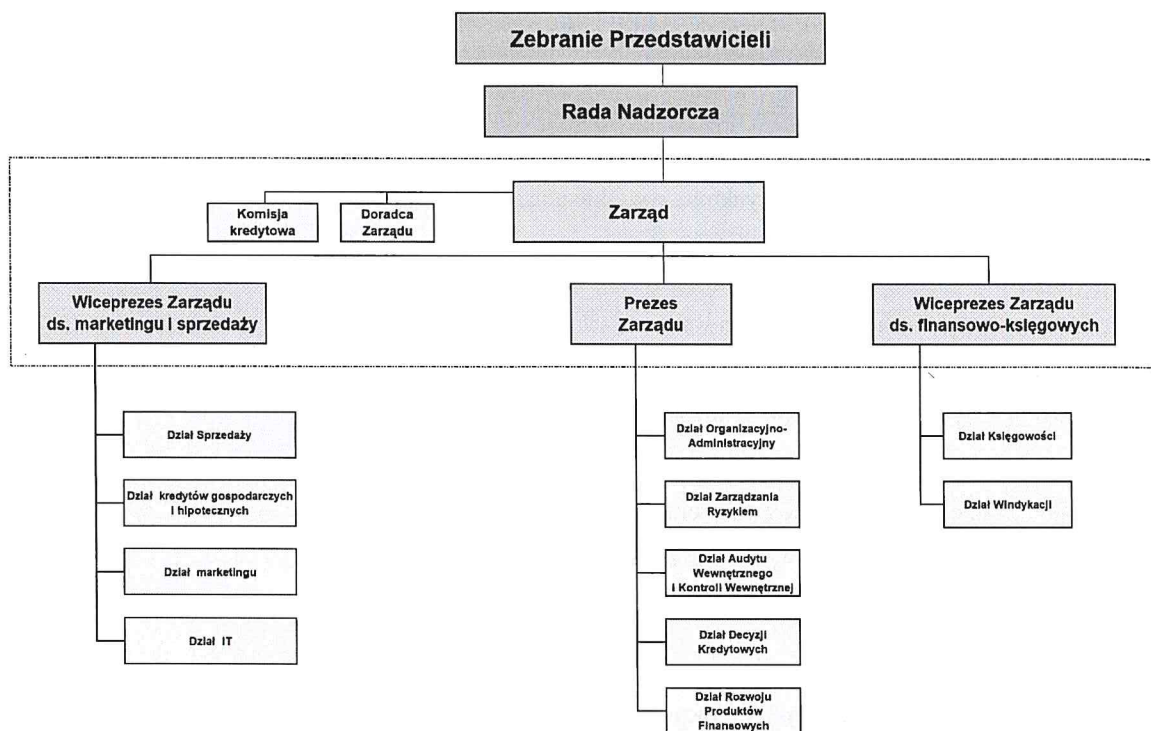 Zebranie Przedstawicieli
Rada Nadzorcza
Zarząd
Komisja
kredytowa
Doradca
Zarządu
Wiceprezes Zarządu
ds. marketingu i sprzedaży
Prezes
Zarządu
Wiceprezes Zarządu
ds. finansowo-księgowych
Dział Sprzedaży
Dział kredytów gospodarczych
i hipotecznych
Dział marketingu
Dział IT
Dział Organizacyjno-
Administracyjny
Dział Zarządzania
Ryzykiem
Dział Audytu
Wewnętrznego
i Kontroli Wewnętrznej
Dział Decyzji
Kredytowych
Dział Rozwoju
Produktów
Finansowych
Dział Księgowości
Dział Windykacji